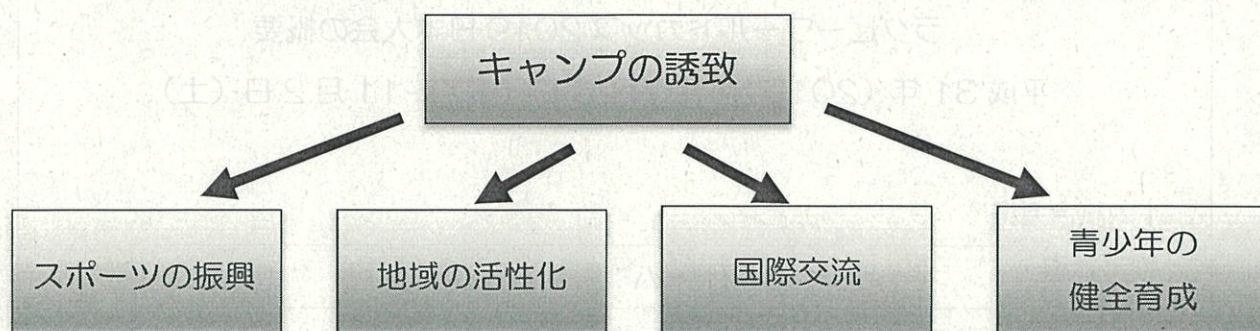 キャンプの誘致
スポーツの振興
地域の活性化
国際交流
青少年の
健全育成